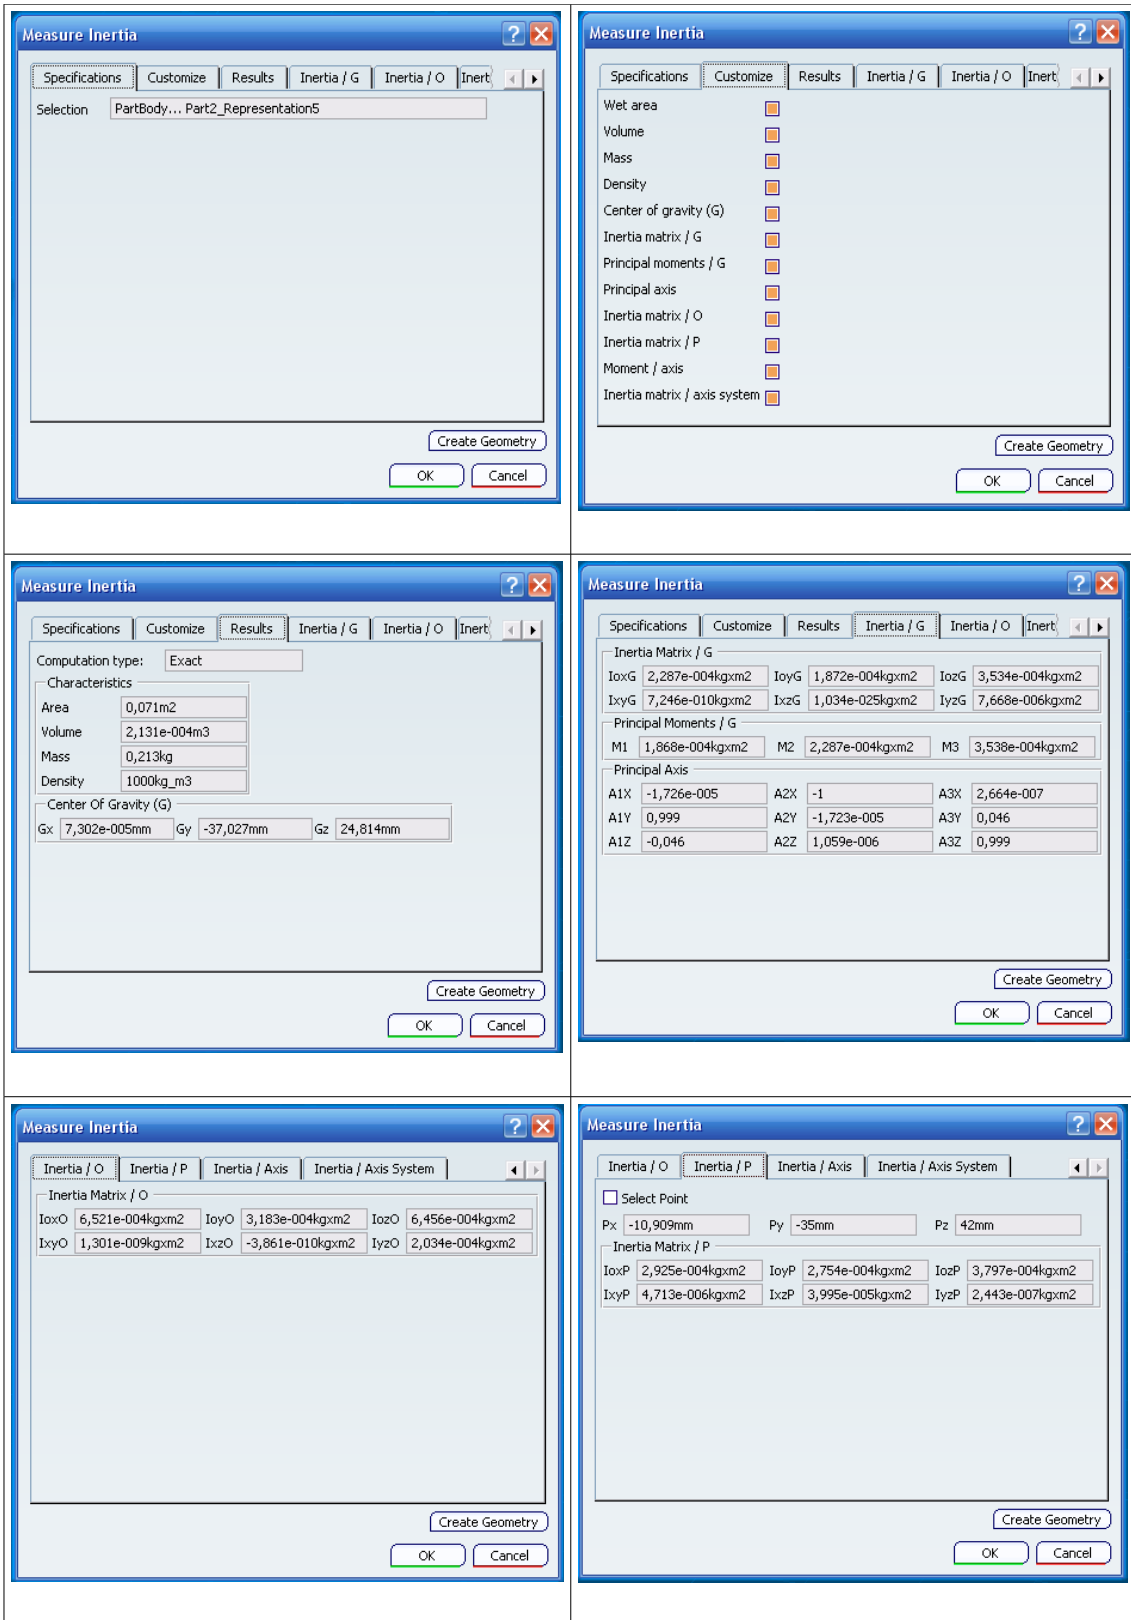 Measure Inertia
Specifications Customize Results Inertia / G Inertia / O Inert
Selection PartBody... Part2_Representation5
Create Geometry
OK Cancel
Measure Inertia
Specifications Customize Results Inertia / G Inertia / O Inert
Wet area
Volume
Mass
Density
Center of gravity (G)
Inertia matrix / G
Principal moments / G
Principal axis
Inertia matrix / O
Inertia matrix / P
Moment / axis
Inertia matrix / axis system
Create Geometry
OK Cancel
Measure Inertia
Specifications Customize Results Inertia / G Inertia / O Inert
Computation type: Exact
Characteristics
Area 0,071m2
Volume 2,131e-004m3
Mass 0,213kg
Density 1000kg_m3
Center Of Gravity (G)
Gx 7,302e-005mm Gy -37,027mm Gz 24,814mm
Create Geometry
OK Cancel
Measure Inertia
Specifications Customize Results Inertia / G Inertia / O Inert
Inertia Matrix / G
IoxG 2,287e-004kgxm2 IoyG 1,872e-004kgxm2 IozG 3,534e-004kgxm2
IxyG 7,246e-010kgxm2 IxzG 1,034e-025kgxm2 IyzG 7,668e-006kgxm2
Principal Moments / G
M1 1,868e-004kgxm2 M2 2,287e-004kgxm2 M3 3,538e-004kgxm2
Principal Axis
A1X -1,726e-005 A2X -1 A3X 2,664e-007
A1Y 0,999 A2Y -1,723e-005 A3Y 0,046
A1Z -0,046 A2Z 1,059e-006 A3Z 0,999
Create Geometry
OK Cancel
Measure Inertia
Inertia / O Inertia / P Inertia / Axis Inertia / Axis System
Inertia Matrix / O
IoxO 6,521e-004kgxm2 IoyO 3,183e-004kgxm2 IozO 6,456e-004kgxm2
IxyO 1,301e-009kgxm2 IxzO -3,861e-010kgxm2 IyzO 2,034e-004kgxm2
Create Geometry
OK Cancel
Measure Inertia
Inertia / O Inertia / P Inertia / Axis Inertia / Axis System
Select Point
Px -10,909mm Py -35mm Pz 42mm
Inertia Matrix / P
IoxP 2,925e-004kgxm2 IoyP 2,754e-004kgxm2 IozP 3,797e-004kgxm2
IxyP 4,713e-006kgxm2 IxzP 3,995e-005kgxm2 IyzP 2,443e-007kgxm2
Create Geometry
OK Cancel